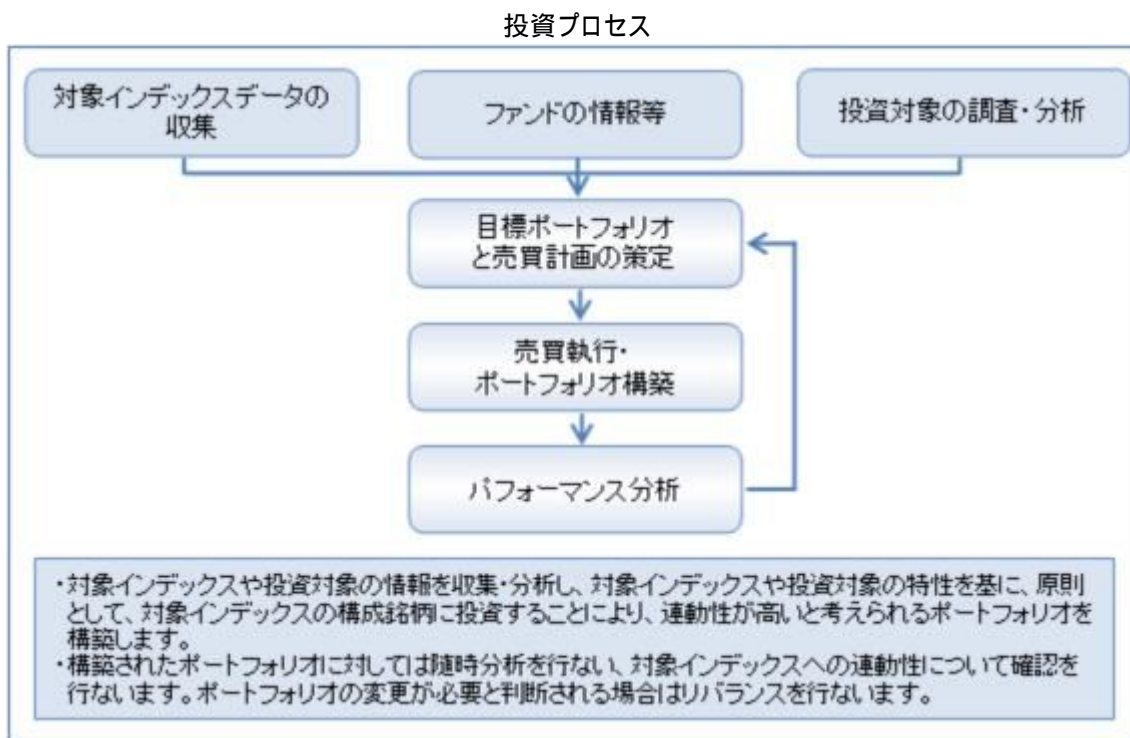 投資プロセス
対象インデックスデータの
収集
ファンドの情報等
投資対象の調査・分析
目標ポートフォリオ
と売買計画の策定
売買執行・
ポートフォリオ構築
パフォーマンス分析
・対象インデックスや投資対象の情報を収集・分析し、対象インデックスや投資対象の特性を基に、原則
として、対象インデックスの構成銘柄に投資することにより、連動性が高いと考えられるポートフォリオを
構築します。
・構築されたポートフォリオに対しては随時分析を行ない、対象インデックスへの連動性について確認を
行ないます。ポートフォリオの変更が必要と判断される場合はリバランスを行ないます。